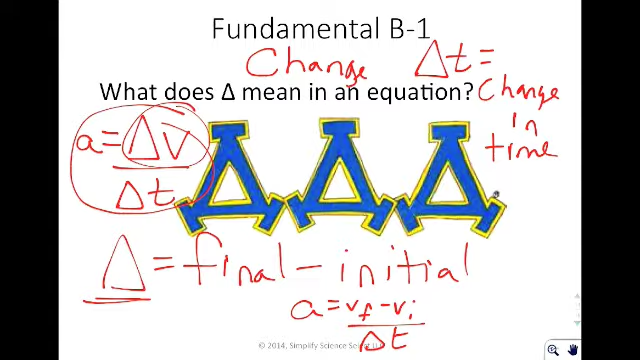 Fundamental B-1
Change
Δt =
What does Δ mean in an equation?
Change
in
time
a = Δv
Δt
Δ Δ Δ
Δ = final - initial
a = vf - vi
Δt
© 2014, Simplify Science